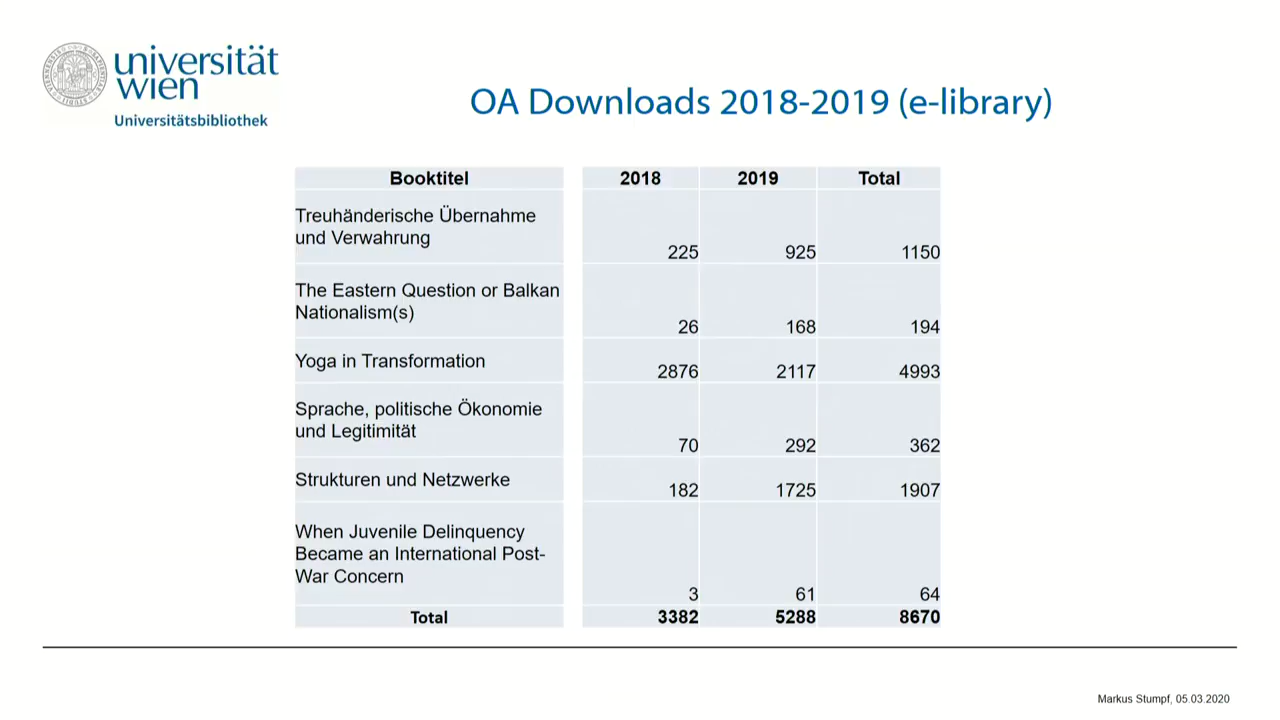 universität
wien
Universitätsbibliothek
OA Downloads 2018-2019 (e-library)
Booktitel 2018 2019 Total
Treuhänderische Übernahme
und Verwahrung
225 925 1150
The Eastern Question or Balkan
Nationalism(s)
26 168 194
Yoga in Transformation
2876 2117 4993
Sprache, politische Ökonomie
und Legitimität
70 292 362
Strukturen und Netzwerke
182 1725 1907
When Juvenile Delinquency
Became an International Post-
War Concern
3 61 64
Total 3382 5288 8670
Markus Stumpf, 05.03.2020